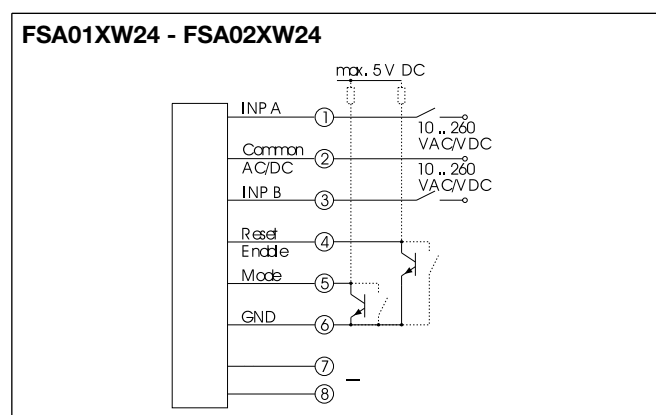 FSA01XW24 - FSA02XW24
max. 5 V DC
INP A
1
10 .. 260
VAC/VDC
Common
AC/DC
2
10 .. 260
VAC/VDC
INP B
3
Reset
Enable
4
Mode
5
GND
6
7
8